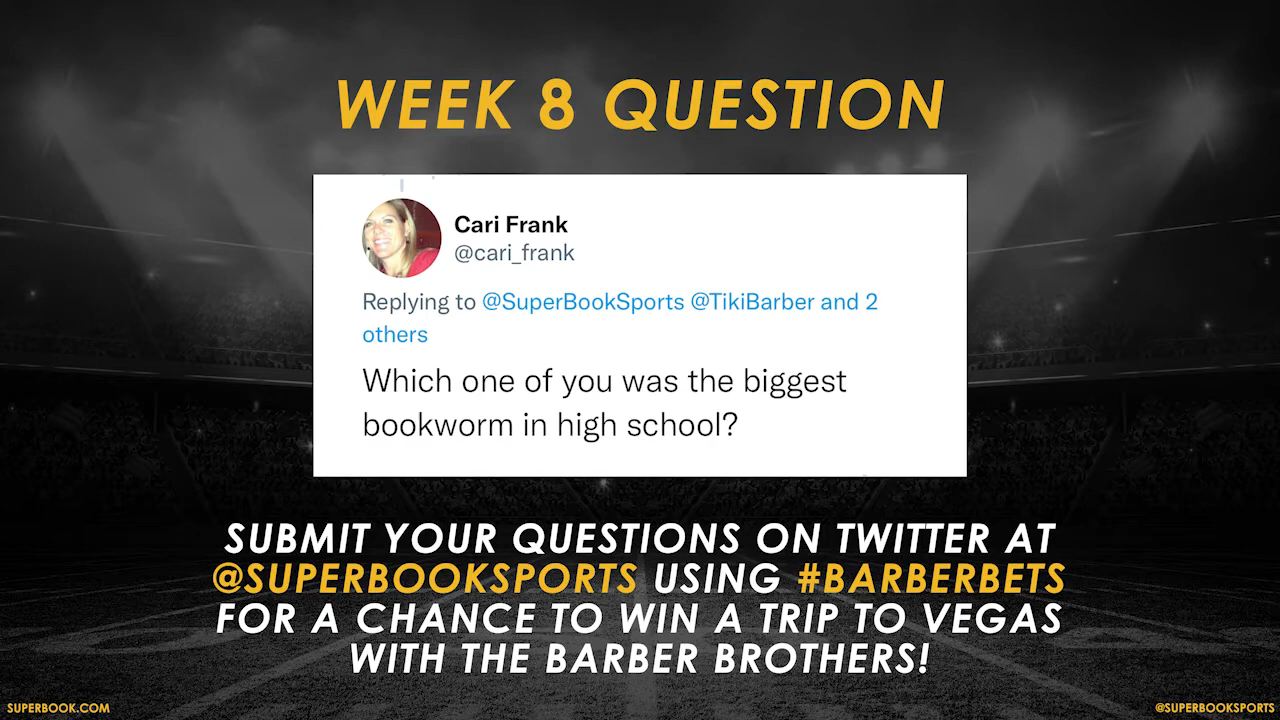 WEEK 8 QUESTION
Cari Frank
@cari_frank
Replying to @SuperBookSports @TikiBarber and 2
others
Which one of you was the biggest
bookworm in high school?
SUBMIT YOUR QUESTIONS ON TWITTER AT
@SUPERBOOKSPORTS USING #BARBERBETS
FOR A CHANCE TO WIN A TRIP TO VEGAS
WITH THE BARBER BROTHERS!
SUPERBOOK.COM
@SUPERBOOKSPORTS